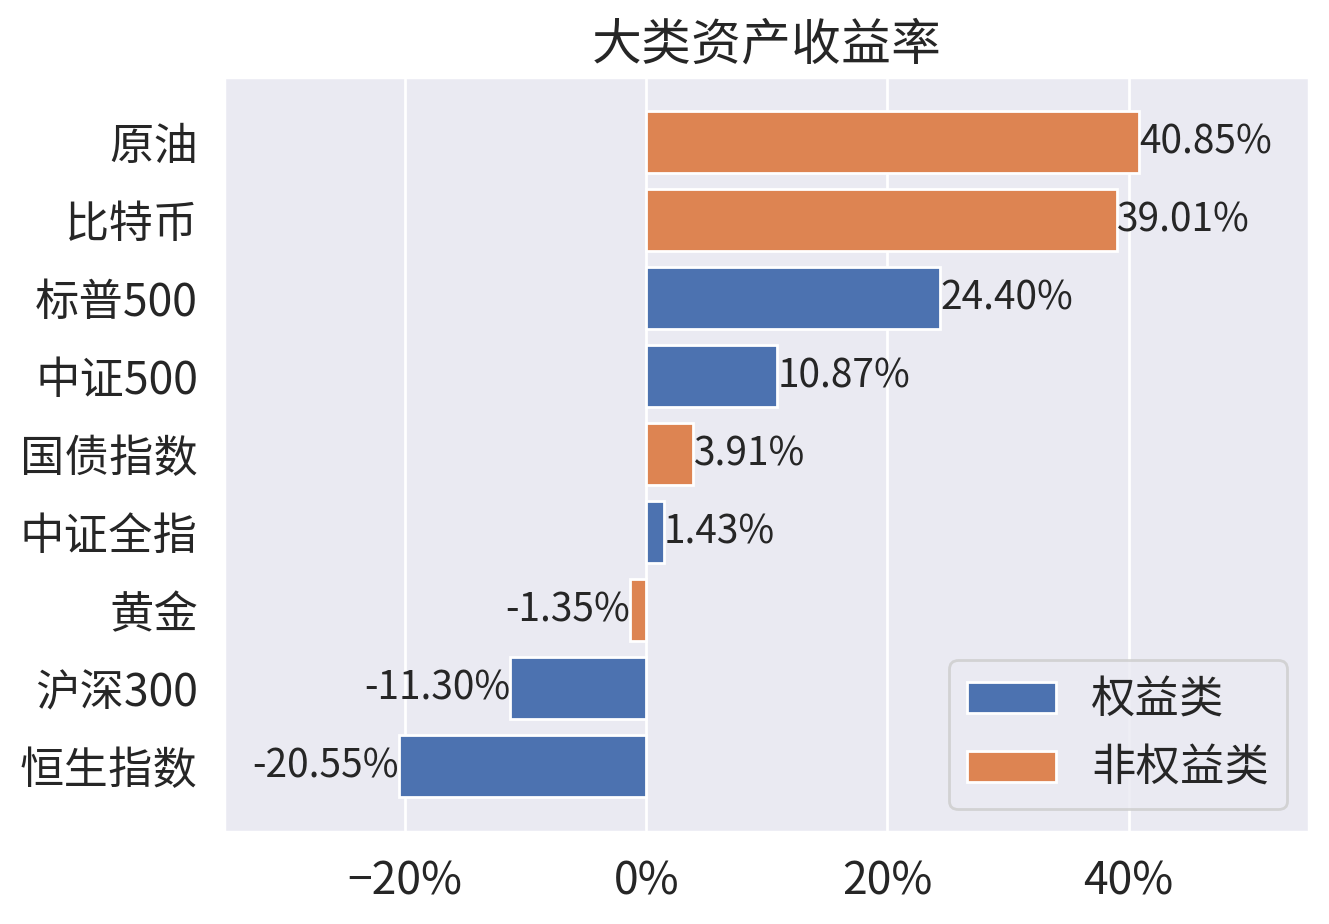 大类资产收益率
原油 40.85%
比特币 39.01%
标普500 24.40%
中证500 10.87%
国债指数 3.91%
中证全指 1.43%
黄金 -1.35%
沪深300 -11.30%
恒生指数 -20.55%
权益类
非权益类
−20% 0% 20% 40%